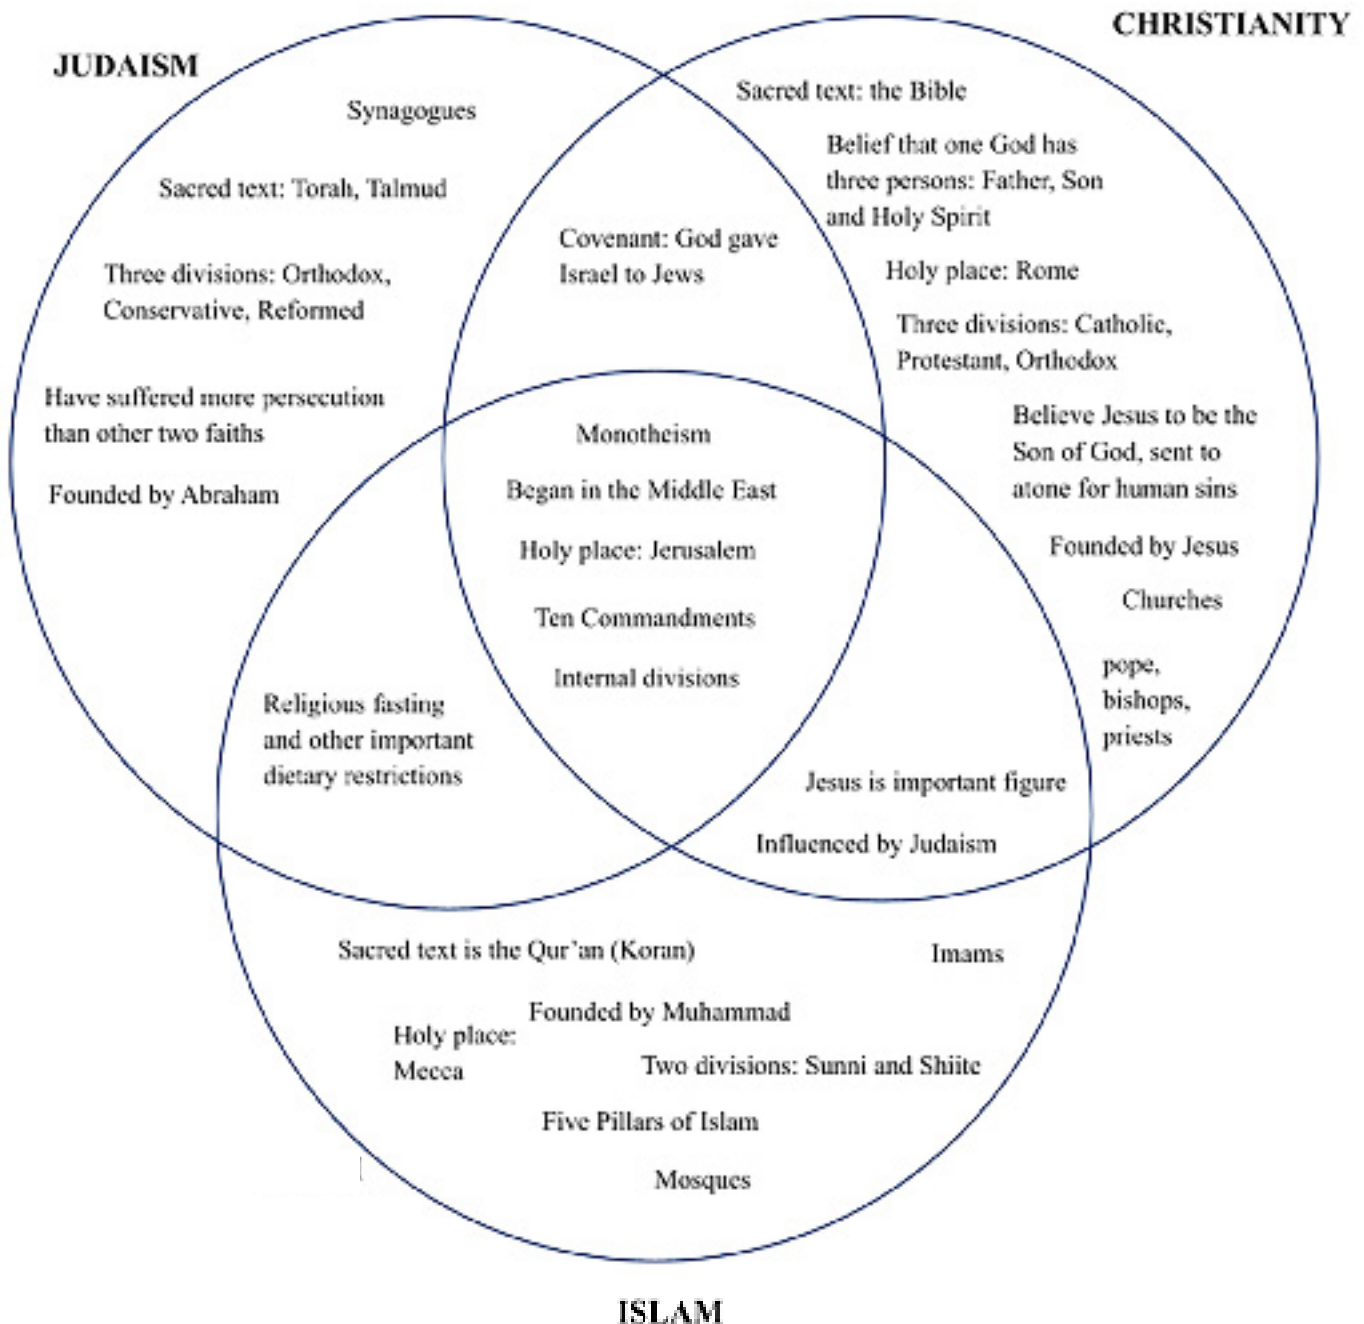 CHRISTIANITY
JUDAISM
Synagogues
Sacred text: Torah, Talmud
Three divisions: Orthodox,
Conservative, Reformed
Have suffered more persecution
than other two faiths
Founded by Abraham
Covenant: God gave
Israel to Jews
Sacred text: the Bible
Belief that one God has
three persons: Father, Son
and Holy Spirit
Holy place: Rome
Three divisions: Catholic,
Protestant, Orthodox
Believe Jesus to be the
Son of God, sent to
atone for human sins
Founded by Jesus
Churches
pope,
bishops,
priests
Monotheism
Began in the Middle East
Holy place: Jerusalem
Ten Commandments
Internal divisions
Religious fasting
and other important
dietary restrictions
Jesus is important figure
Influenced by Judaism
Sacred text is the Qur'an (Koran)
Imams
Founded by Muhammad
Holy place:
Mecca
Two divisions: Sunni and Shiite
Five Pillars of Islam
Mosques
ISLAM